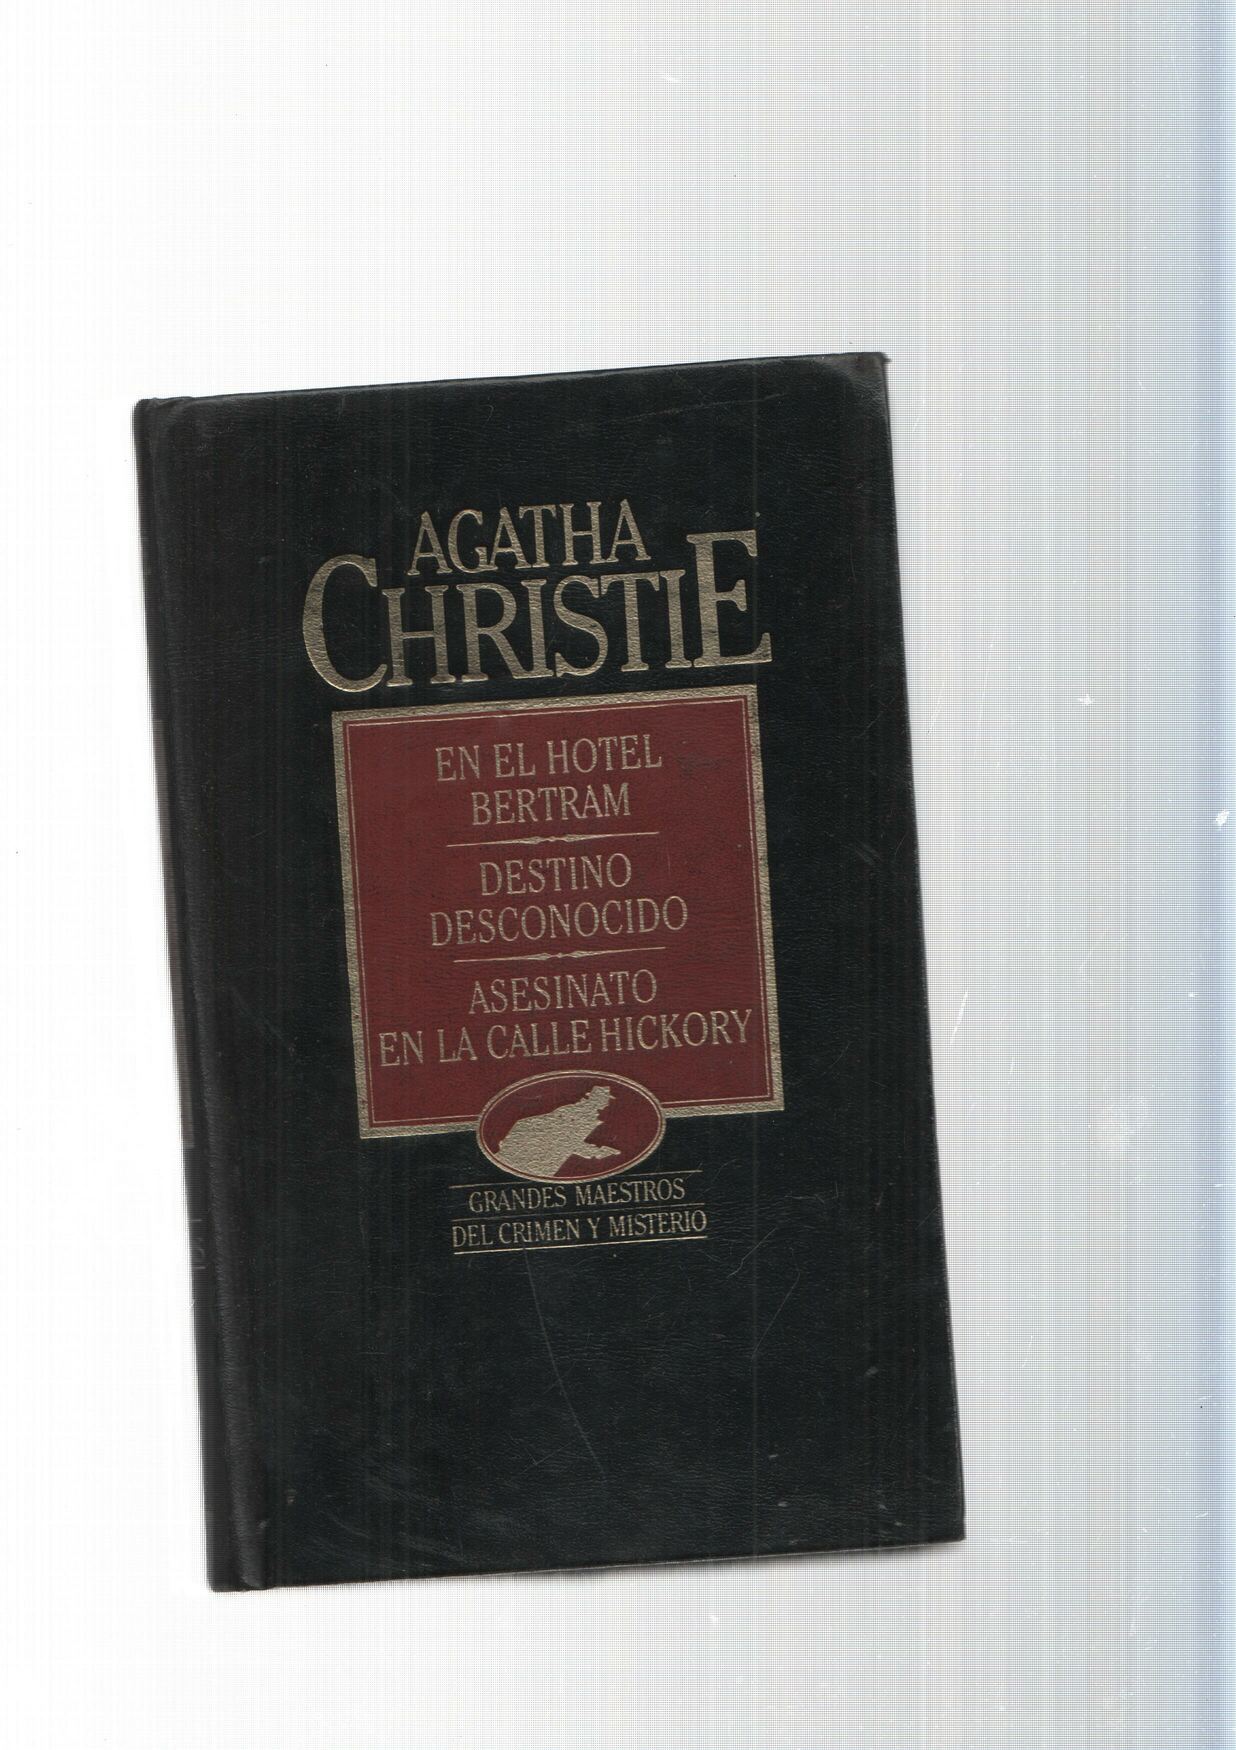 AGATHA
CHRISTIE
EN EL HOTEL
BERTRAM
DESTINO
DESCONOCIDO
ASESINATO
EN LA CALLE HICKORY
GRANDES MAESTROS
DEL CRIMEN Y MISTERIO